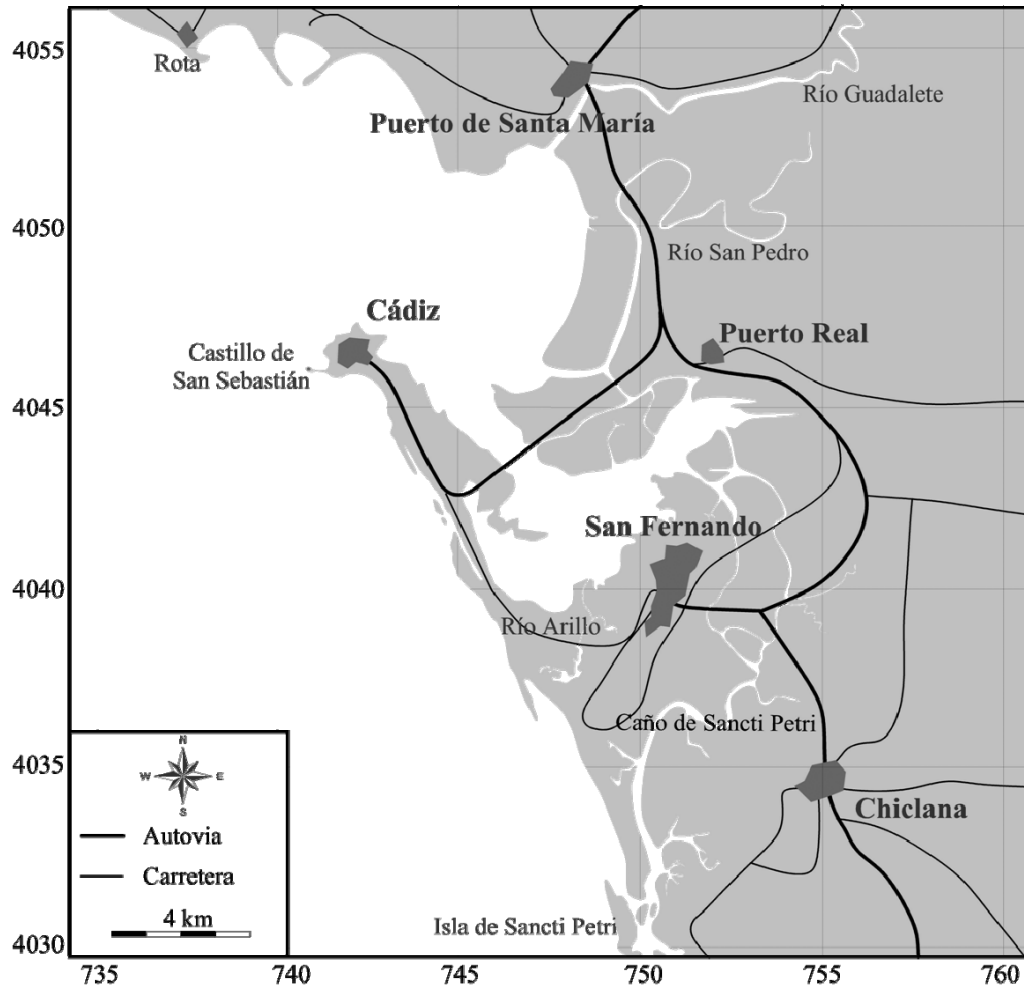 4055
Rota
Río Guadalete
Puerto de Santa María
4050
Río San Pedro
Cádiz
Puerto Real
Castillo de
San Sebastián
4045
San Fernando
4040
Río Arillo
Caño de Sancti Petri
4035
N
W
E
S
Chiclana
Autovia
Carretera
4 km
Isla de Sancti Petri
4030
735
740
745
750
755
760